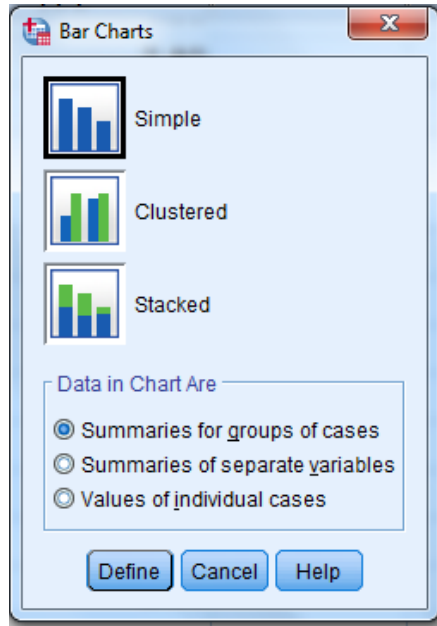 Bar Charts
Simple
Clustered
Stacked
Data in Chart Are
Summaries for groups of cases
Summaries of separate variables
Values of individual cases
Define Cancel Help